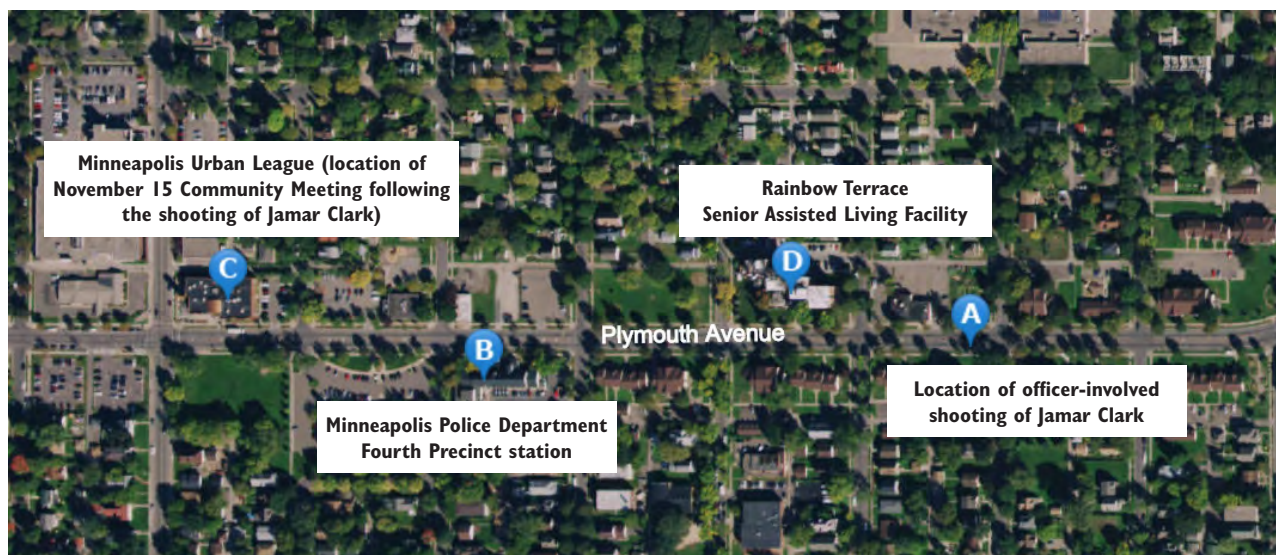 Minneapolis Urban League (location of
November 15 Community Meeting following
the shooting of Jamar Clark)
Rainbow Terrace
Senior Assisted Living Facility
C
D
A
Plymouth Avenue
B
Location of officer-involved
shooting of Jamar Clark
Minneapolis Police Department
Fourth Precinct station